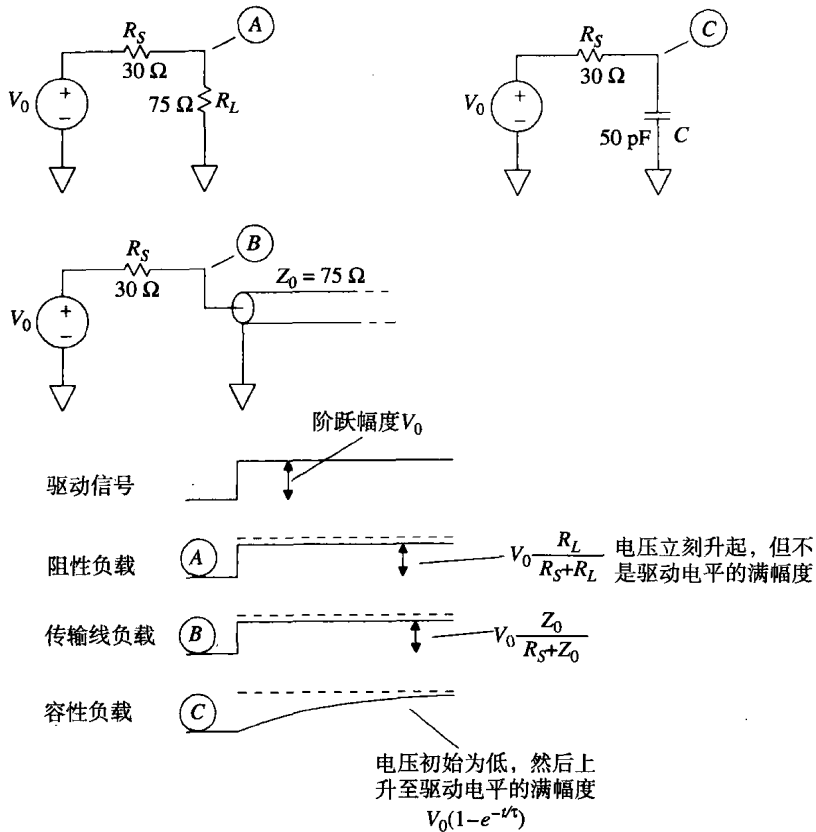 A
R_S
30 Ω
V_0
+
−
75 Ω
R_L
C
R_S
30 Ω
V_0
+
−
50 pF
C
B
R_S
30 Ω
V_0
+
−
Z_0 = 75 Ω
阶跃幅度V_0
驱动信号
阻性负载
A
V_0 R_L/(R_S+R_L)
电压立刻升起，但不
是驱动电平的满幅度
传输线负载
B
V_0 Z_0/(R_S+Z_0)
容性负载
C
电压初始为低，然后上
升至驱动电平的满幅度
V_0(1−e^{−t/τ})